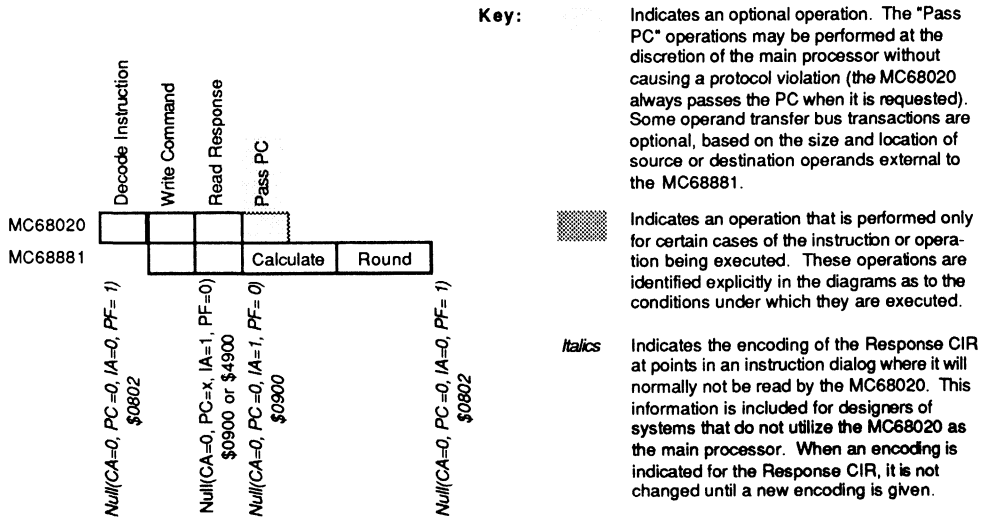 Key:
Indicates an optional operation. The "Pass
PC" operations may be performed at the
discretion of the main processor without
causing a protocol violation (the MC68020
always passes the PC when it is requested).
Some operand transfer bus transactions are
optional, based on the size and location of
source or destination operands external to
the MC68881.
Indicates an operation that is performed only
for certain cases of the instruction or opera-
tion being executed. These operations are
identified explicitly in the diagrams as to the
conditions under which they are executed.
Italics
Indicates the encoding of the Response CIR
at points in an instruction dialog where it will
normally not be read by the MC68020. This
information is included for designers of
systems that do not utilize the MC68020 as
the main processor. When an encoding is
indicated for the Response CIR, it is not
changed until a new encoding is given.
Decode Instruction
Write Command
Read Response
Pass PC
MC68020
MC68881
Calculate
Round
Null(CA=0, PC=0, IA=0, PF= 1)
$0802
Null(CA=0, PC=x, IA=1, PF=0)
$0900 or $4900
Null(CA=0, PC=0, IA=1, PF= 0)
$0900
Null(CA=0, PC=0, IA=0, PF= 1)
$0802